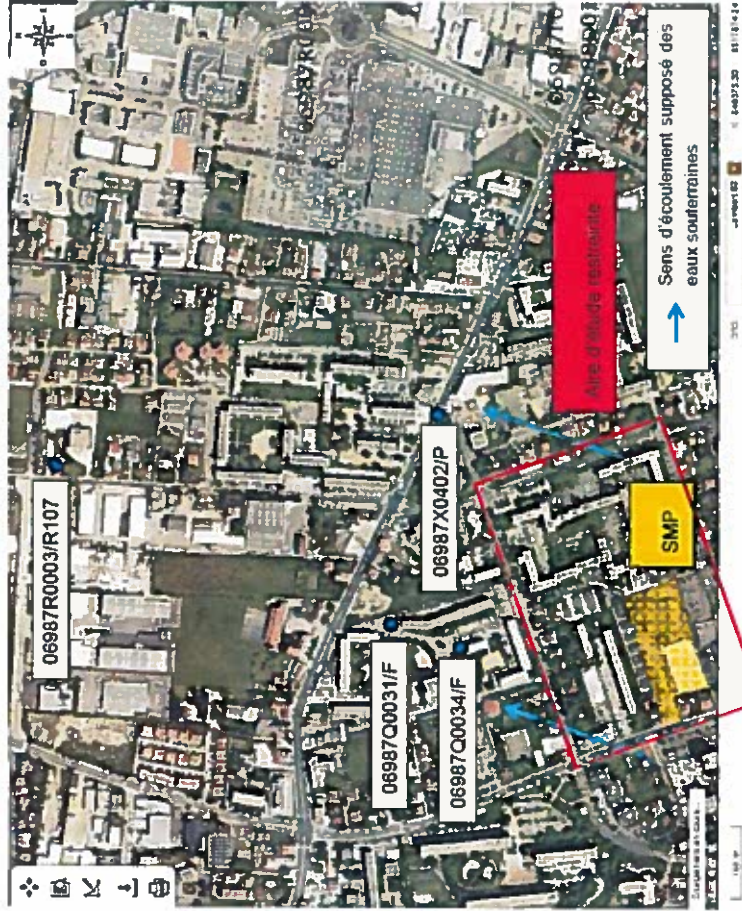 06987R0003/R107
06987X0402/P
06987Q0031/F
06987Q0034/F
Aire d'étude restreinte
SMP
Sens d'écoulement supposé des
eaux souterraines